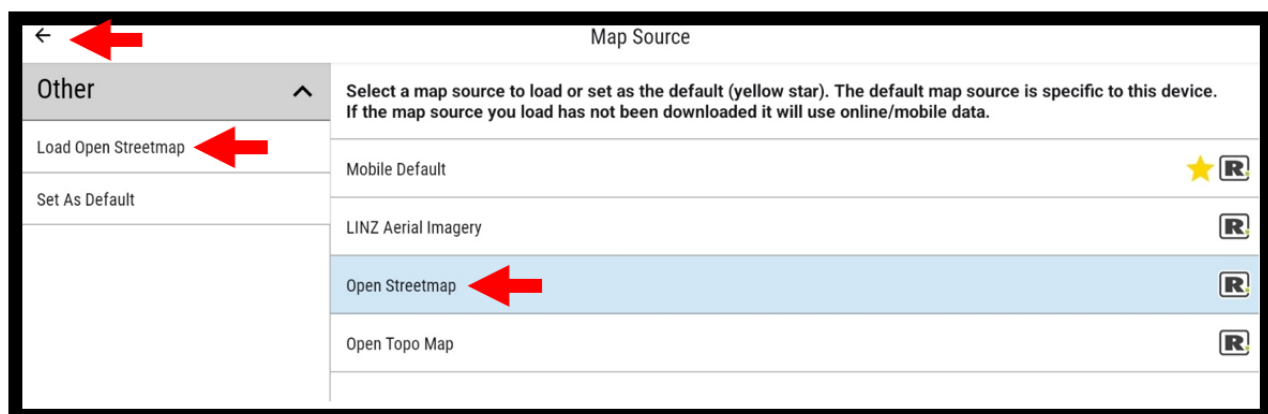 Map Source
Other
Load Open Streetmap
Set As Default
Select a map source to load or set as the default (yellow star). The default map source is specific to this device.
If the map source you load has not been downloaded it will use online/mobile data.
Mobile Default
R
LINZ Aerial Imagery
R
Open Streetmap
R
Open Topo Map
R